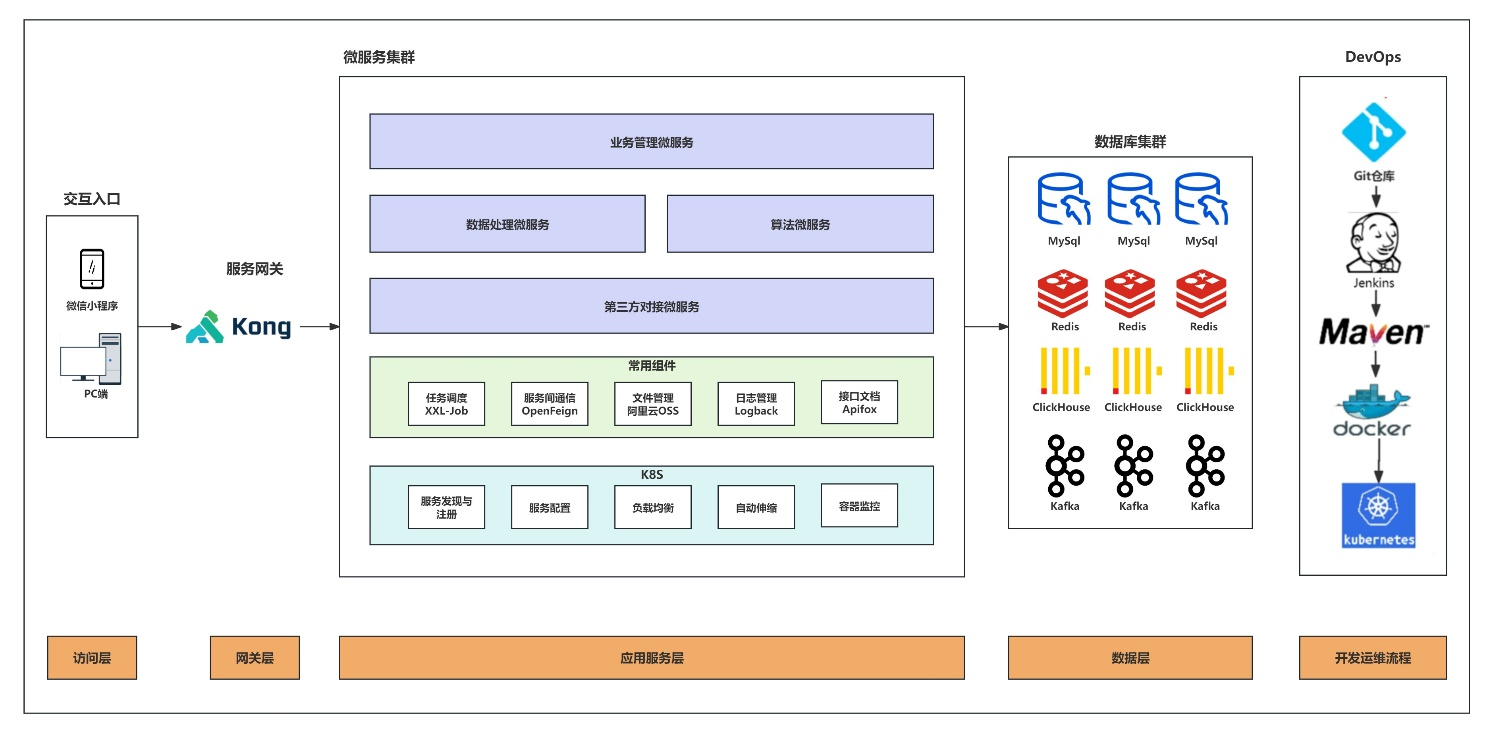 交互入口
微信小程序
PC端
服务网关
Kong
微服务集群
业务管理微服务
数据处理微服务
算法微服务
第三方对接微服务
常用组件
任务调度
XXL-Job
服务间通信
OpenFeign
文件管理
阿里云OSS
日志管理
Logback
接口文档
Apifox
K8S
服务发现与
注册
服务配置
负载均衡
自动伸缩
容器监控
数据库集群
MySql
MySql
MySql
Redis
Redis
Redis
ClickHouse
ClickHouse
ClickHouse
Kafka
Kafka
Kafka
DevOps
Git仓库
Jenkins
Maven™
docker
kubernetes
访问层
网关层
应用服务层
数据层
开发运维流程